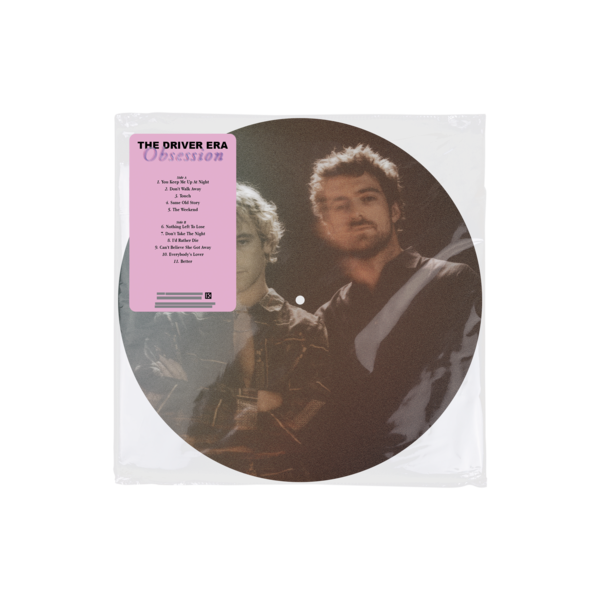 THE DRIVER ERA
Obsession
Side A
1. You Keep Me Up At Night
2. Don't Walk Away
3. Touch
4. Same Old Story
5. The Weekend
Side B
6. Nothing Left To Lose
7. Don't Take The Night
8. I'd Rather Die
9. Can't Believe She Got Away
10. Everybody's Lover
11. Better